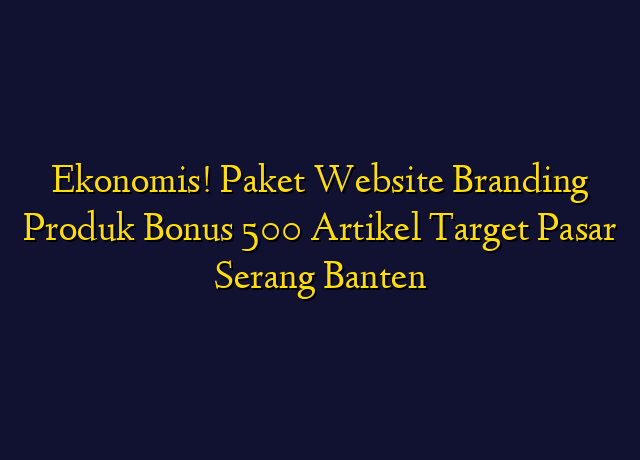 Ekonomis! Paket Website Branding
Produk Bonus 500 Artikel Target Pasar
Serang Banten